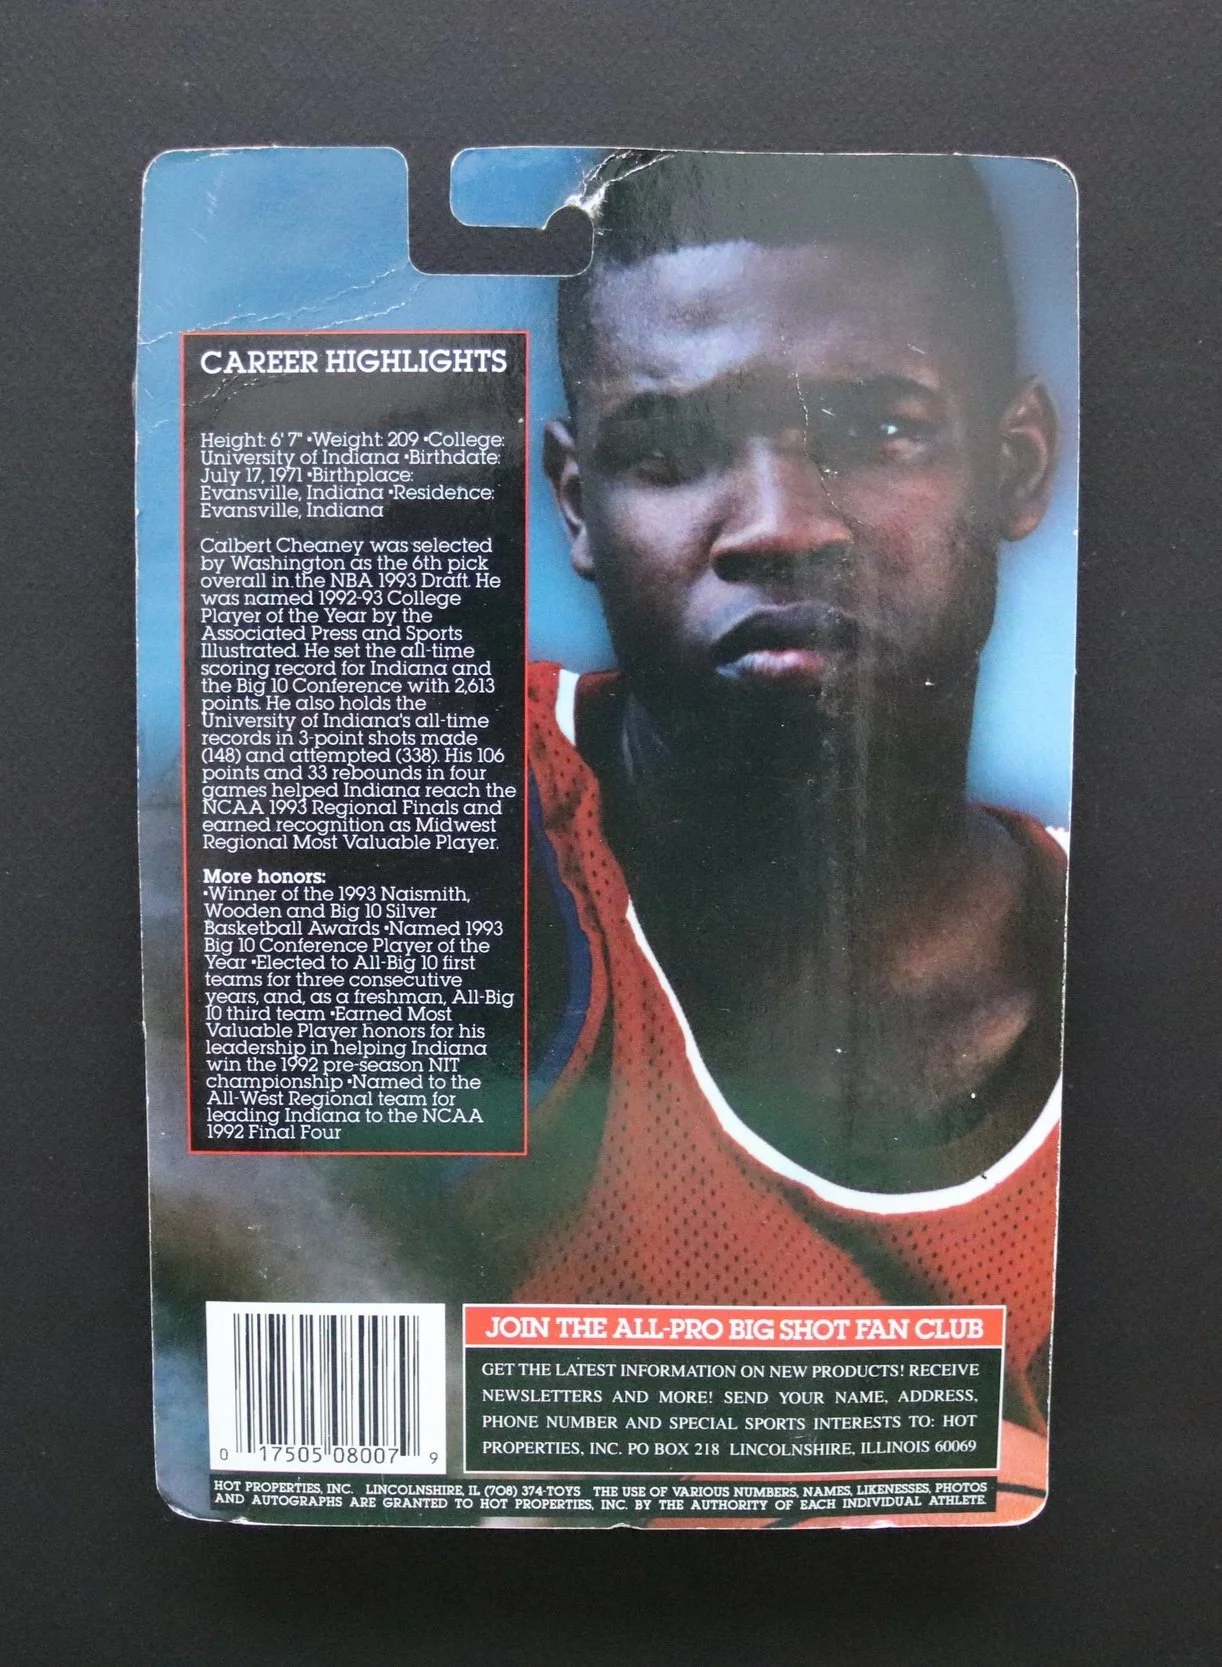 CAREER HIGHLIGHTS
Height: 6' 7" •Weight: 209 •College:
University of Indiana •Birthdate:
July 17, 1971 •Birthplace:
Evansville, Indiana •Residence:
Evansville, Indiana
Calbert Cheaney was selected
by Washington as the 6th pick
overall in the NBA 1993 Draft. He
was named 1992-93 College
Player of the Year by the
Associated Press and Sports
Illustrated. He set the all-time
scoring record for Indiana and
the Big 10 Conference with 2,613
points. He also holds the
University of Indiana's all-time
records in 3-point shots made
(148) and attempted (338). His 106
points and 33 rebounds in four
games helped Indiana reach the
NCAA 1993 Regional Finals and
earned recognition as Midwest
Regional Most Valuable Player.
More honors:
•Winner of the 1993 Naismith,
Wooden and Big 10 Silver
Basketball Awards •Named 1993
Big 10 Conference Player of the
Year •Elected to All-Big 10 first
teams for three consecutive
years, and, as a freshman, All-Big
10 third team •Earned Most
Valuable Player honors for his
leadership in helping Indiana
win the 1992 pre-season NIT
championship •Named to the
All-West Regional team for
leading Indiana to the NCAA
1992 Final Four
0 17505 08007 9
JOIN THE ALL-PRO BIG SHOT FAN CLUB
GET THE LATEST INFORMATION ON NEW PRODUCTS! RECEIVE
NEWSLETTERS AND MORE! SEND YOUR NAME, ADDRESS,
PHONE NUMBER AND SPECIAL SPORTS INTERESTS TO: HOT
PROPERTIES, INC. PO BOX 218 LINCOLNSHIRE, ILLINOIS 60069
HOT PROPERTIES, INC. LINCOLNSHIRE, IL (708) 374-TOYS THE USE OF VARIOUS NUMBERS, NAMES, LIKENESSES, PHOTOS
AND AUTOGRAPHS ARE GRANTED TO HOT PROPERTIES, INC. BY THE AUTHORITY OF EACH INDIVIDUAL ATHLETE.